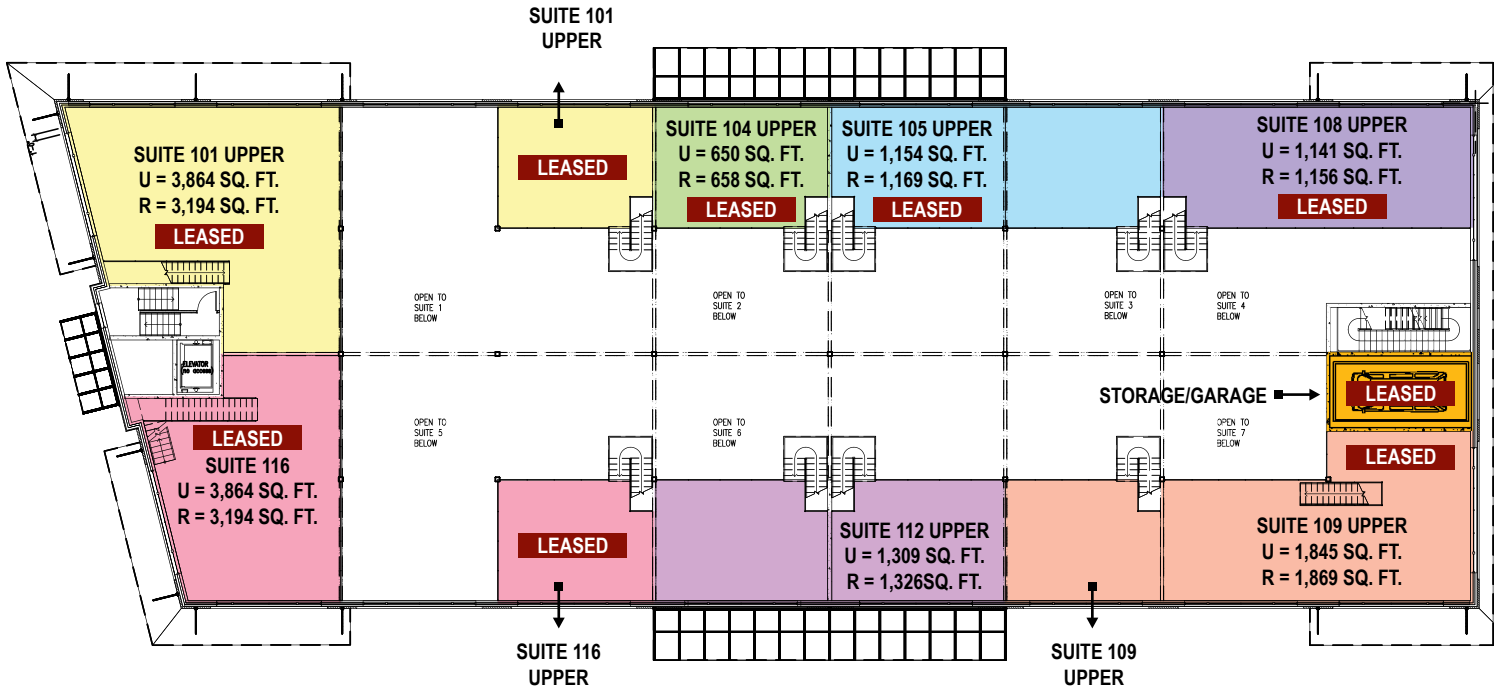 SUITE 101
UPPER
SUITE 101 UPPER
U = 3,864 SQ. FT.
R = 3,194 SQ. FT.
LEASED
LEASED
SUITE 104 UPPER
U = 650 SQ. FT.
R = 658 SQ. FT.
LEASED
SUITE 105 UPPER
U = 1,154 SQ. FT.
R = 1,169 SQ. FT.
LEASED
SUITE 108 UPPER
U = 1,141 SQ. FT.
R = 1,156 SQ. FT.
LEASED
OPEN TO
SUITE 1
BELOW
OPEN TO
SUITE 2
BELOW
OPEN TO
SUITE 3
BELOW
OPEN TO
SUITE 4
BELOW
ELEVATOR
(no access)
STORAGE/GARAGE
LEASED
OPEN TO
SUITE 5
BELOW
OPEN TO
SUITE 6
BELOW
OPEN TO
SUITE 7
BELOW
LEASED
SUITE 116
U = 3,864 SQ. FT.
R = 3,194 SQ. FT.
LEASED
LEASED
SUITE 112 UPPER
U = 1,309 SQ. FT.
R = 1,326SQ. FT.
SUITE 109 UPPER
U = 1,845 SQ. FT.
R = 1,869 SQ. FT.
SUITE 116
UPPER
SUITE 109
UPPER